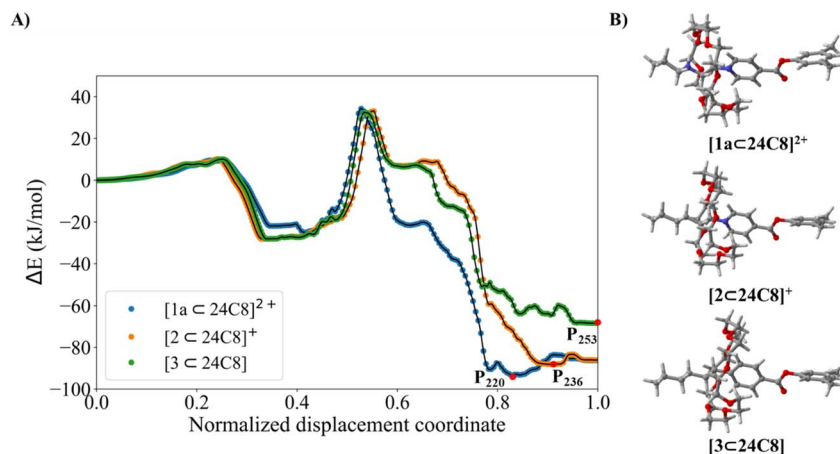 A)
B)
ΔE (kJ/mol)
40
20
0
−20
−40
−60
−80
−100
[1a ⊂ 24C8]²⁺
[2 ⊂ 24C8]⁺
[3 ⊂ 24C8]
P₂₅₃
P₂₂₀
P₂₃₆
0.0 0.2 0.4 0.6 0.8 1.0
Normalized displacement coordinate
[1a⊂24C8]²⁺
[2⊂24C8]⁺
[3⊂24C8]